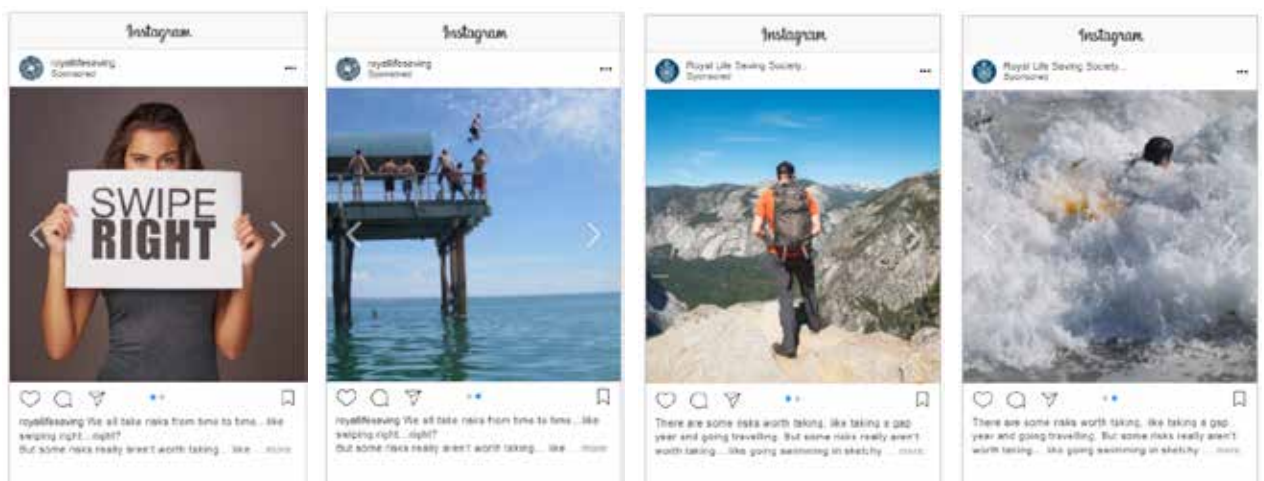 Instagram
royallifesaving
Sponsored
SWIPE
RIGHT
royallifesaving We all take risks from time to time... like
swiping right... right?
But some risks really aren't worth taking... like ... more
Instagram
royallifesaving
Sponsored
royallifesaving We all take risks from time to time... like
swiping right... right?
But some risks really aren't worth taking... like ... more
Instagram
Royal Life Saving Society...
Sponsored
There are some risks worth taking, like taking a gap
year and going travelling. But some risks really aren't
worth taking... like going swimming in sketchy ... more
Instagram
Royal Life Saving Society...
Sponsored
There are some risks worth taking, like taking a gap
year and going travelling. But some risks really aren't
worth taking... like going swimming in sketchy ... more